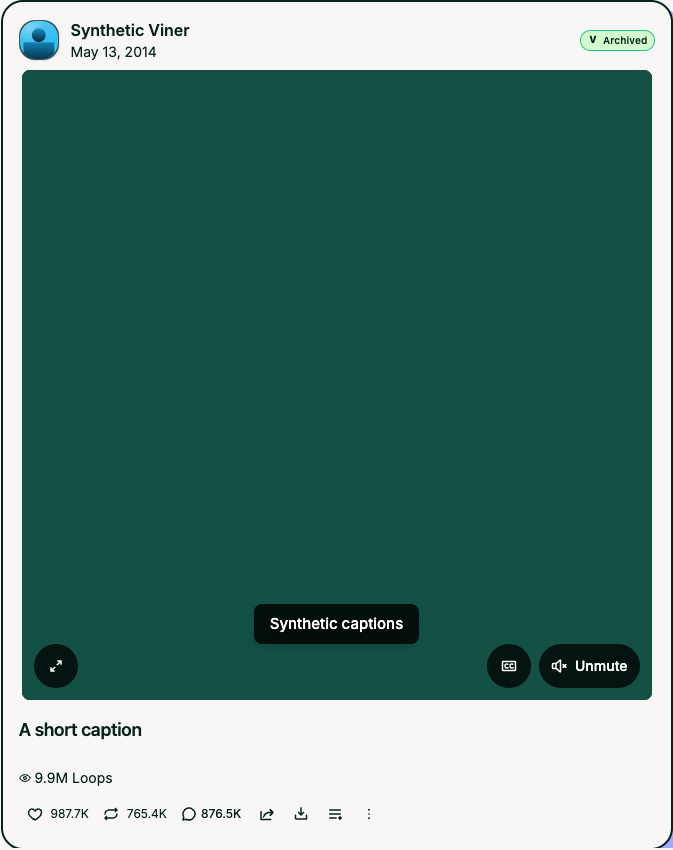 Synthetic Viner
May 13, 2014
V Archived
Synthetic captions
CC
Unmute
A short caption
9.9M Loops
987.7K
765.4K
876.5K